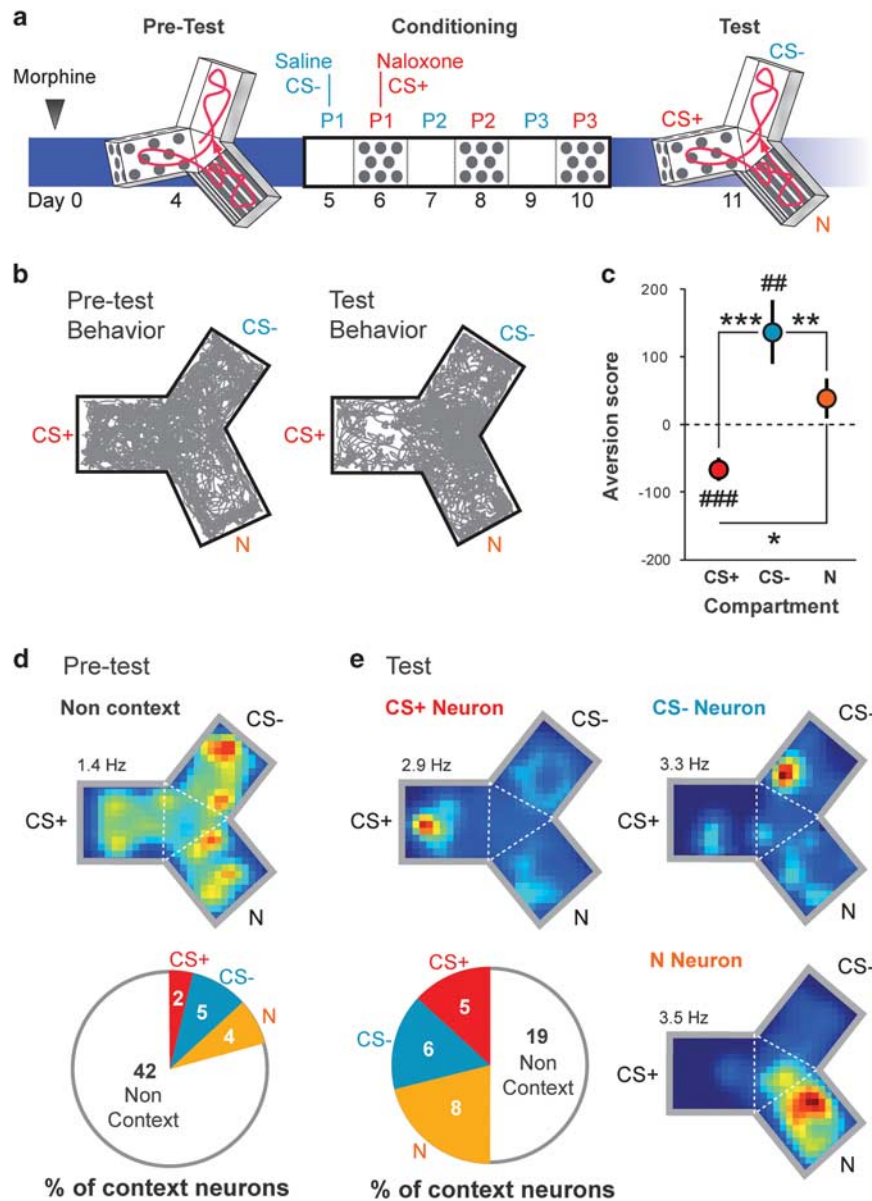 a
Pre-Test Conditioning Test
Morphine
Saline
CS-
Naloxone
CS+
P1 P1 P2 P2 P3 P3
CS+
CS-
N
Day 0 4 5 6 7 8 9 10 11
b
Pre-test
Behavior
CS-
CS+
N
Test
Behavior
CS-
CS+
N
c
Aversion score
200
100
0
-100
-200
##
*** **
###
*
CS+ CS- N
Compartment
d Pre-test
Non context
1.4 Hz
CS-
CS+
N
CS+
CS-
N
2
5
4
42
Non
Context
% of context neurons
e Test
CS+ Neuron
2.9 Hz
CS-
CS+
N
CS- Neuron
3.3 Hz
CS-
CS+
N
CS+
CS-
N
5
6
8
19
Non
Context
% of context neurons
N Neuron
3.5 Hz
CS-
CS+
N